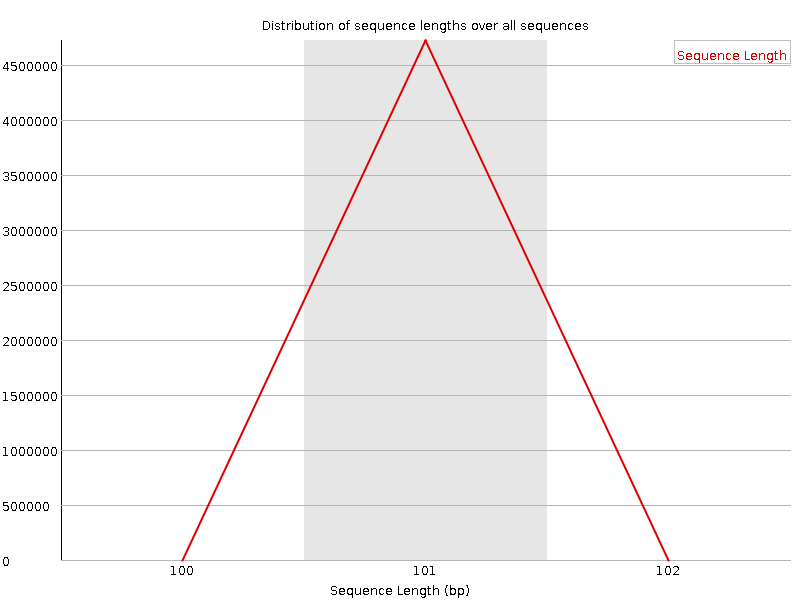 Distribution of sequence lengths over all sequences
Sequence Length
4500000
4000000
3500000
3000000
2500000
2000000
1500000
1000000
500000
0
100 101 102
Sequence Length (bp)